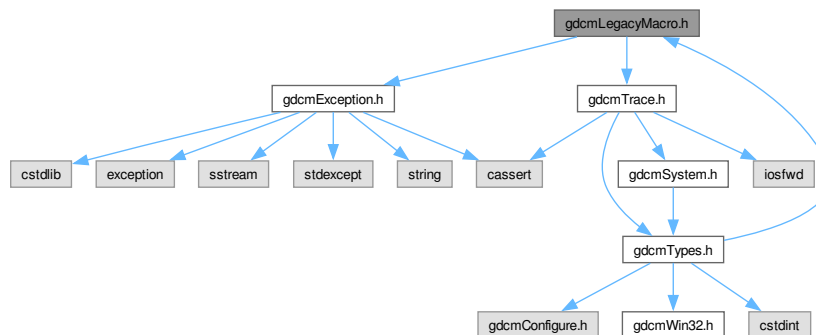 gdcmLegacyMacro.h
gdcmException.h
gdcmTrace.h
cstdlib
exception
sstream
stdexcept
string
cassert
gdcmSystem.h
iosfwd
gdcmTypes.h
gdcmConfigure.h
gdcmWin32.h
cstdint